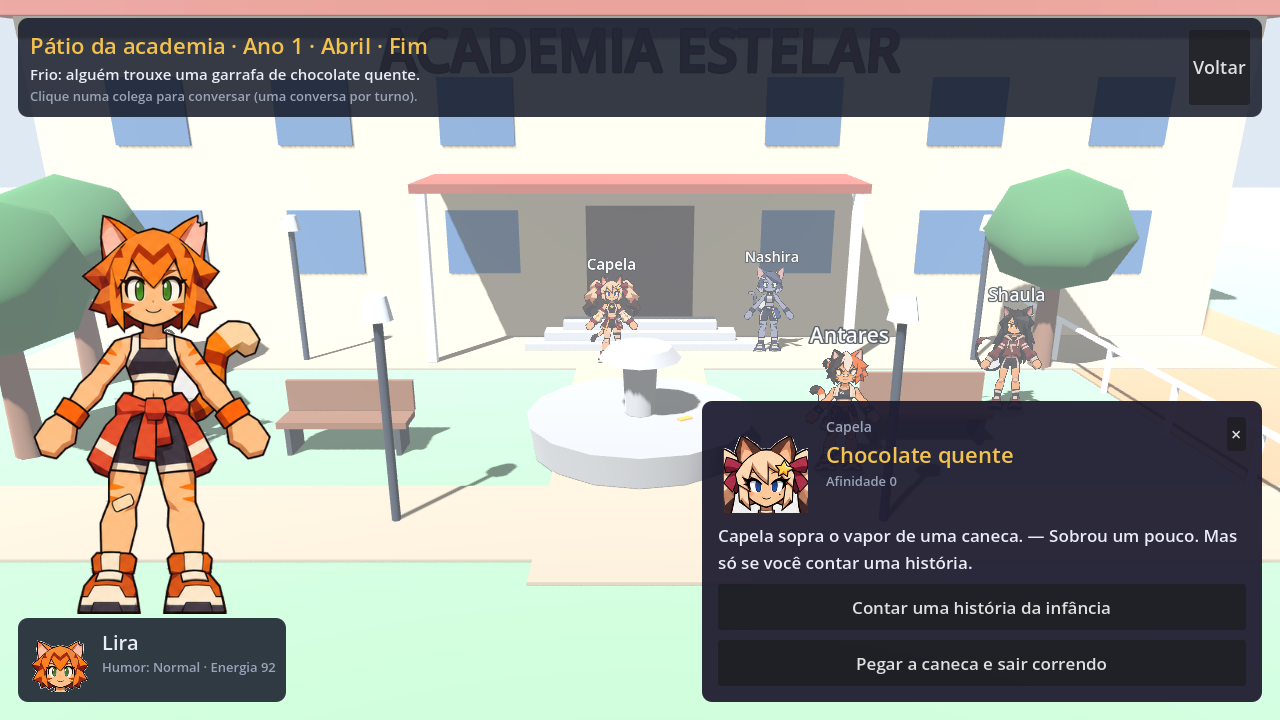 ACADEMIA ESTELAR
Pátio da academia · Ano 1 · Abril · Fim
Frio: alguém trouxe uma garrafa de chocolate quente.
Clique numa colega para conversar (uma conversa por turno).
Voltar
Capela
Nashira
Shaula
Antares
Capela
Chocolate quente
Afinidade 0
×
Capela sopra o vapor de uma caneca. — Sobrou um pouco. Mas
só se você contar uma história.
Contar uma história da infância
Pegar a caneca e sair correndo
Lira
Humor: Normal · Energia 92